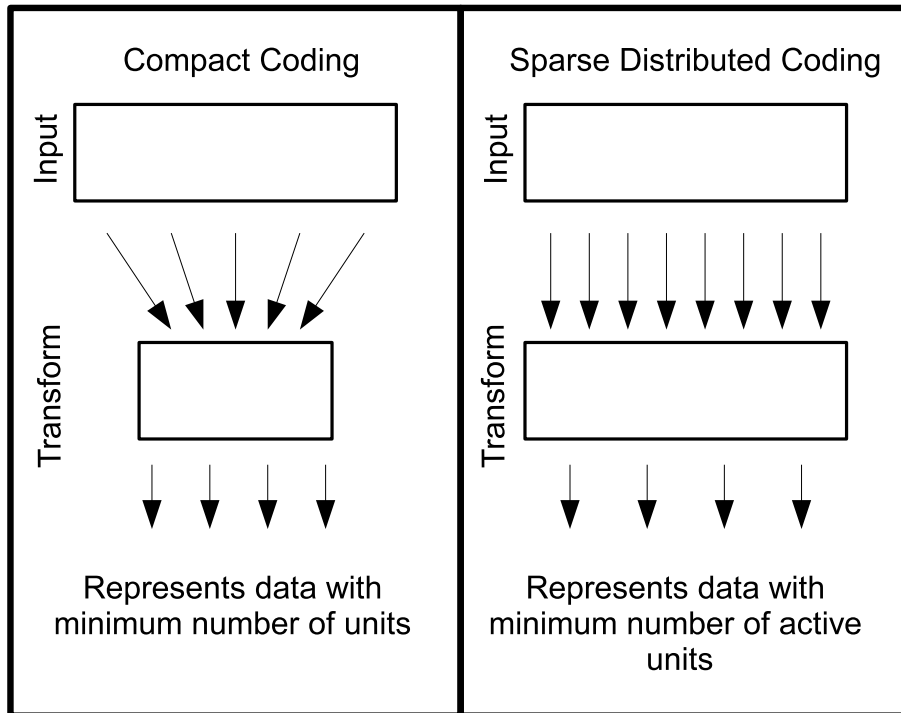 Compact Coding
Input
Transform
Represents data with
minimum number of units
Sparse Distributed Coding
Input
Transform
Represents data with
minimum number of active
units